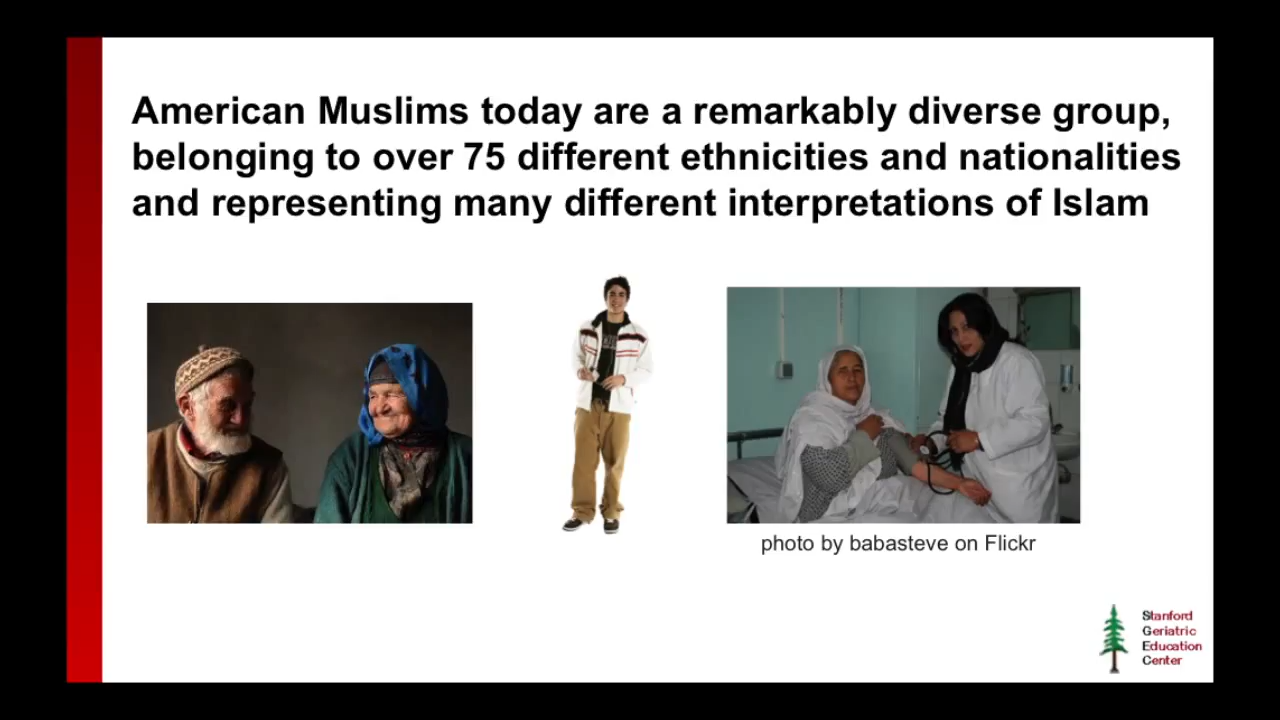 American Muslims today are a remarkably diverse group,
belonging to over 75 different ethnicities and nationalities
and representing many different interpretations of Islam
photo by babasteve on Flickr
Stanford
Geriatric
Education
Center